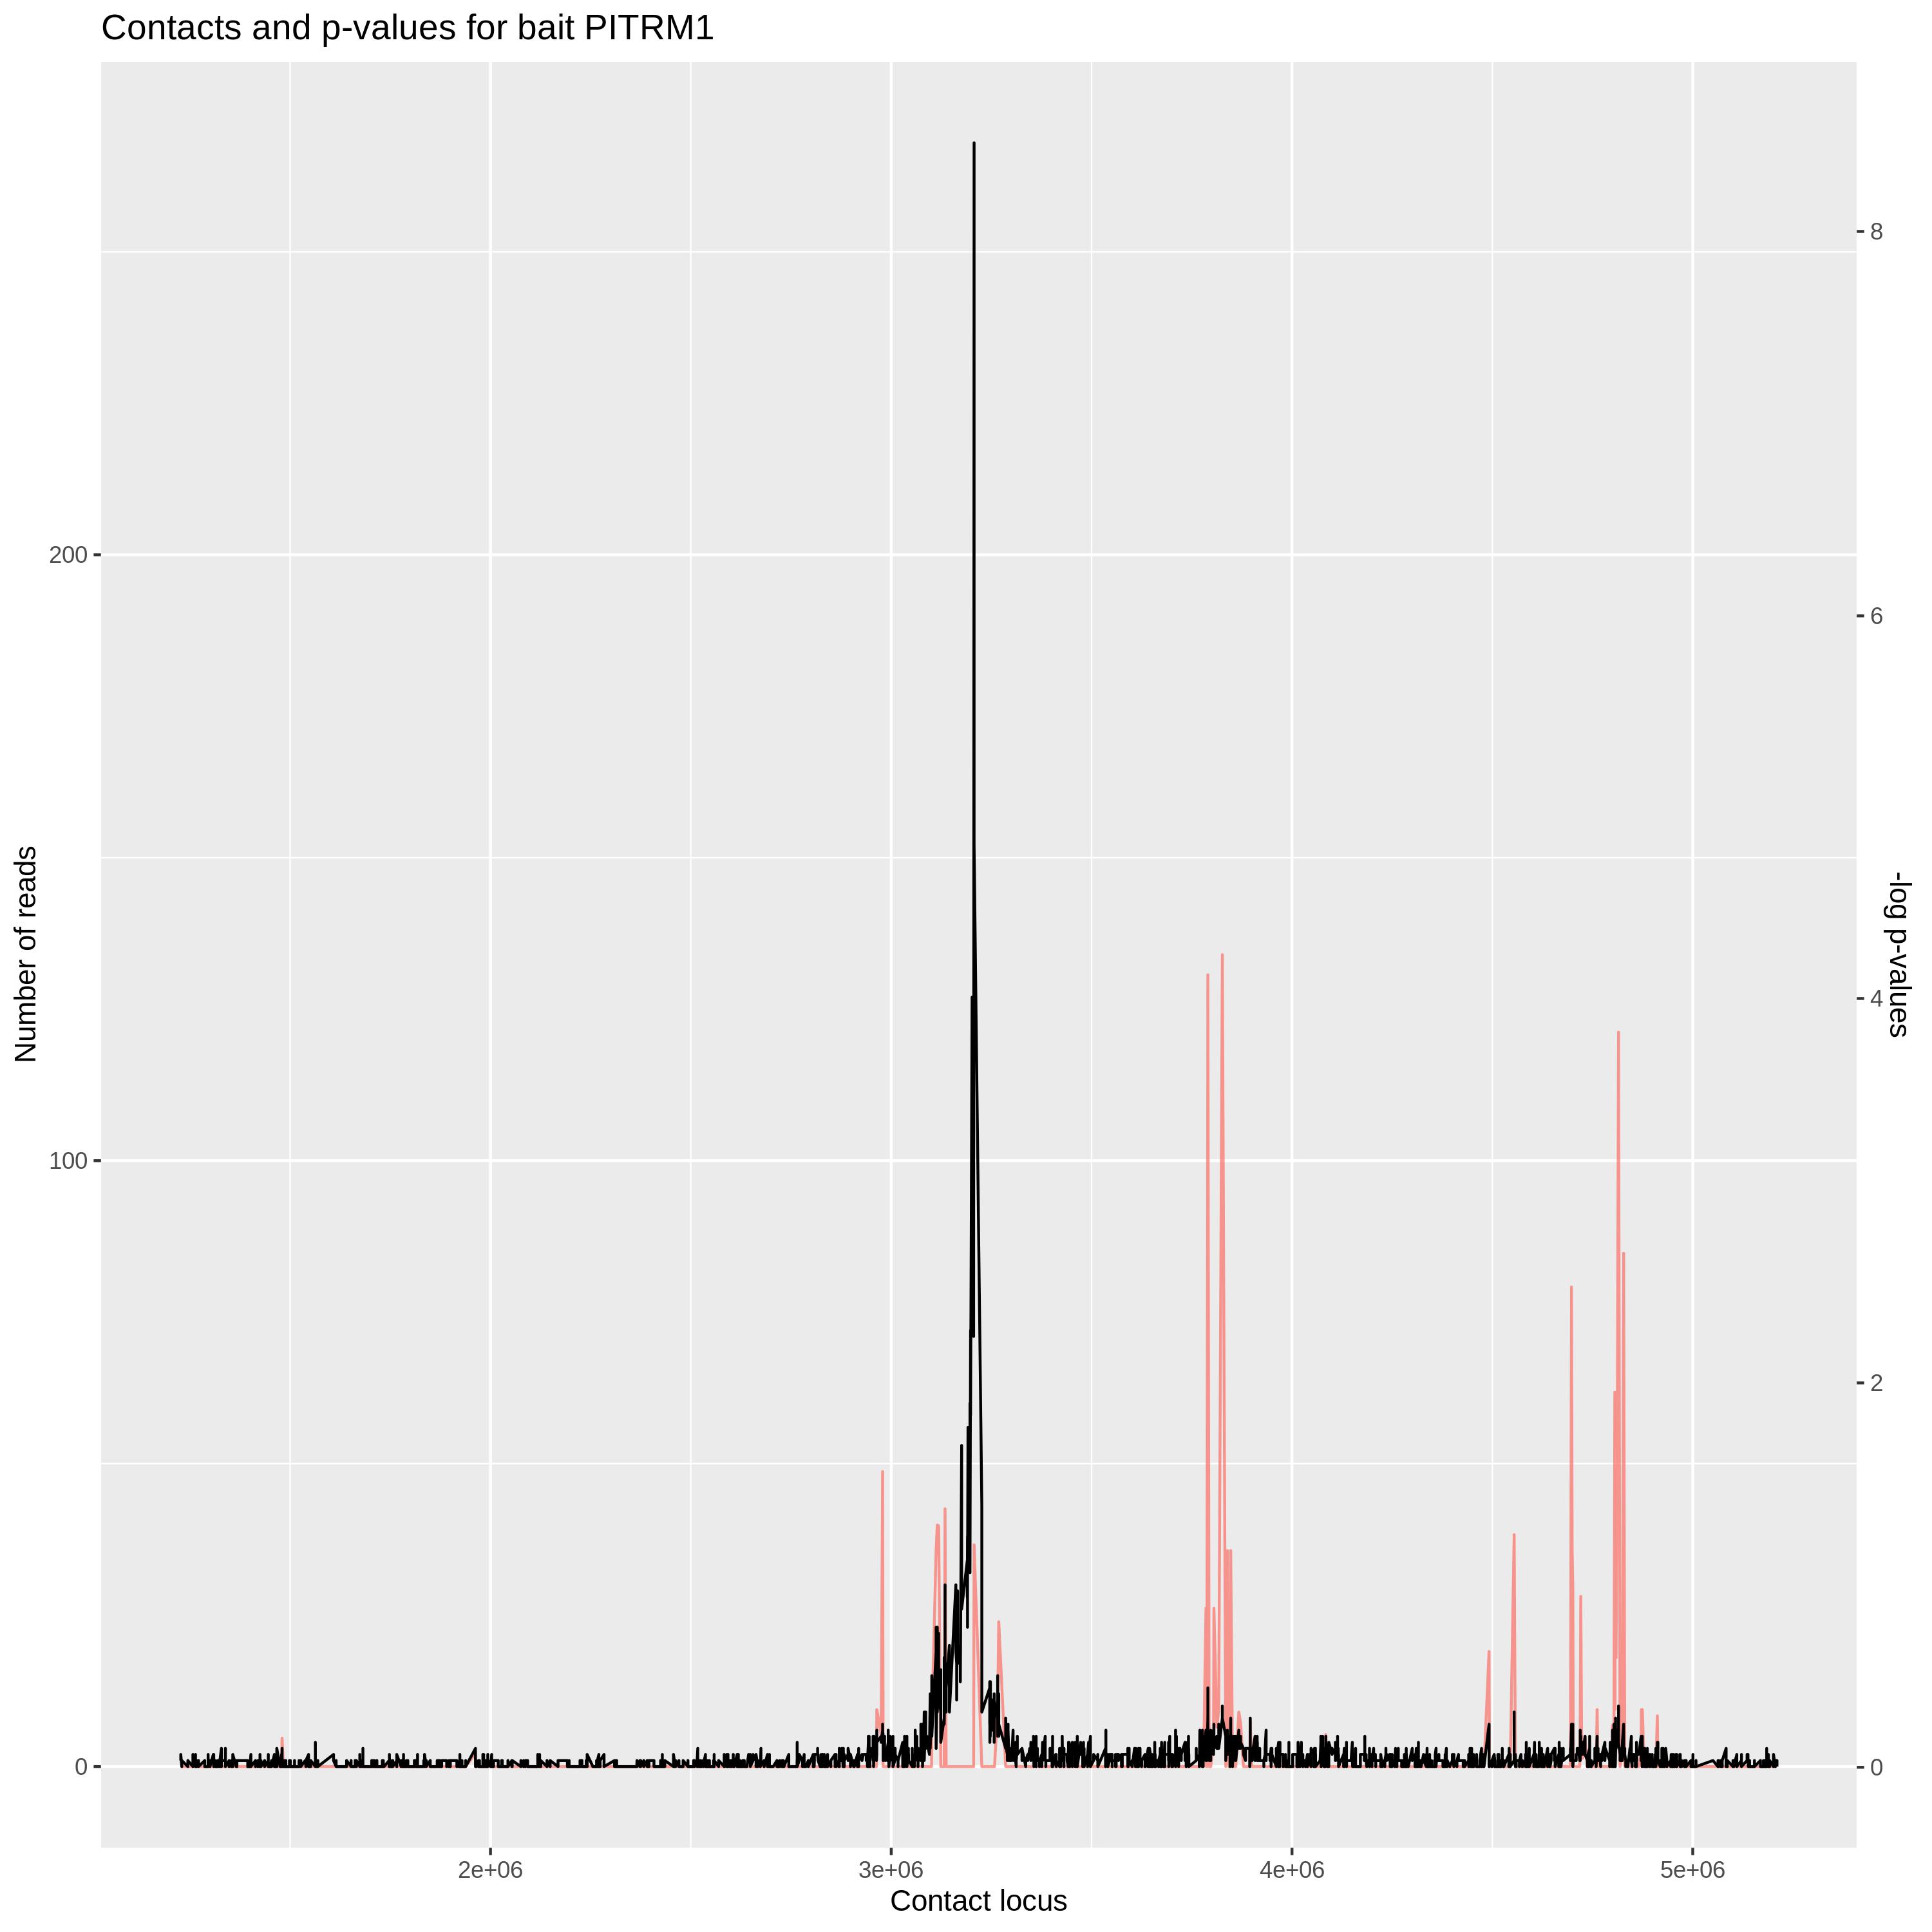 Contacts and p-values for bait PITRM1
Number of reads
200
100
0
8
6
4
2
0
-log p-values
2e+06
3e+06
4e+06
5e+06
Contact locus